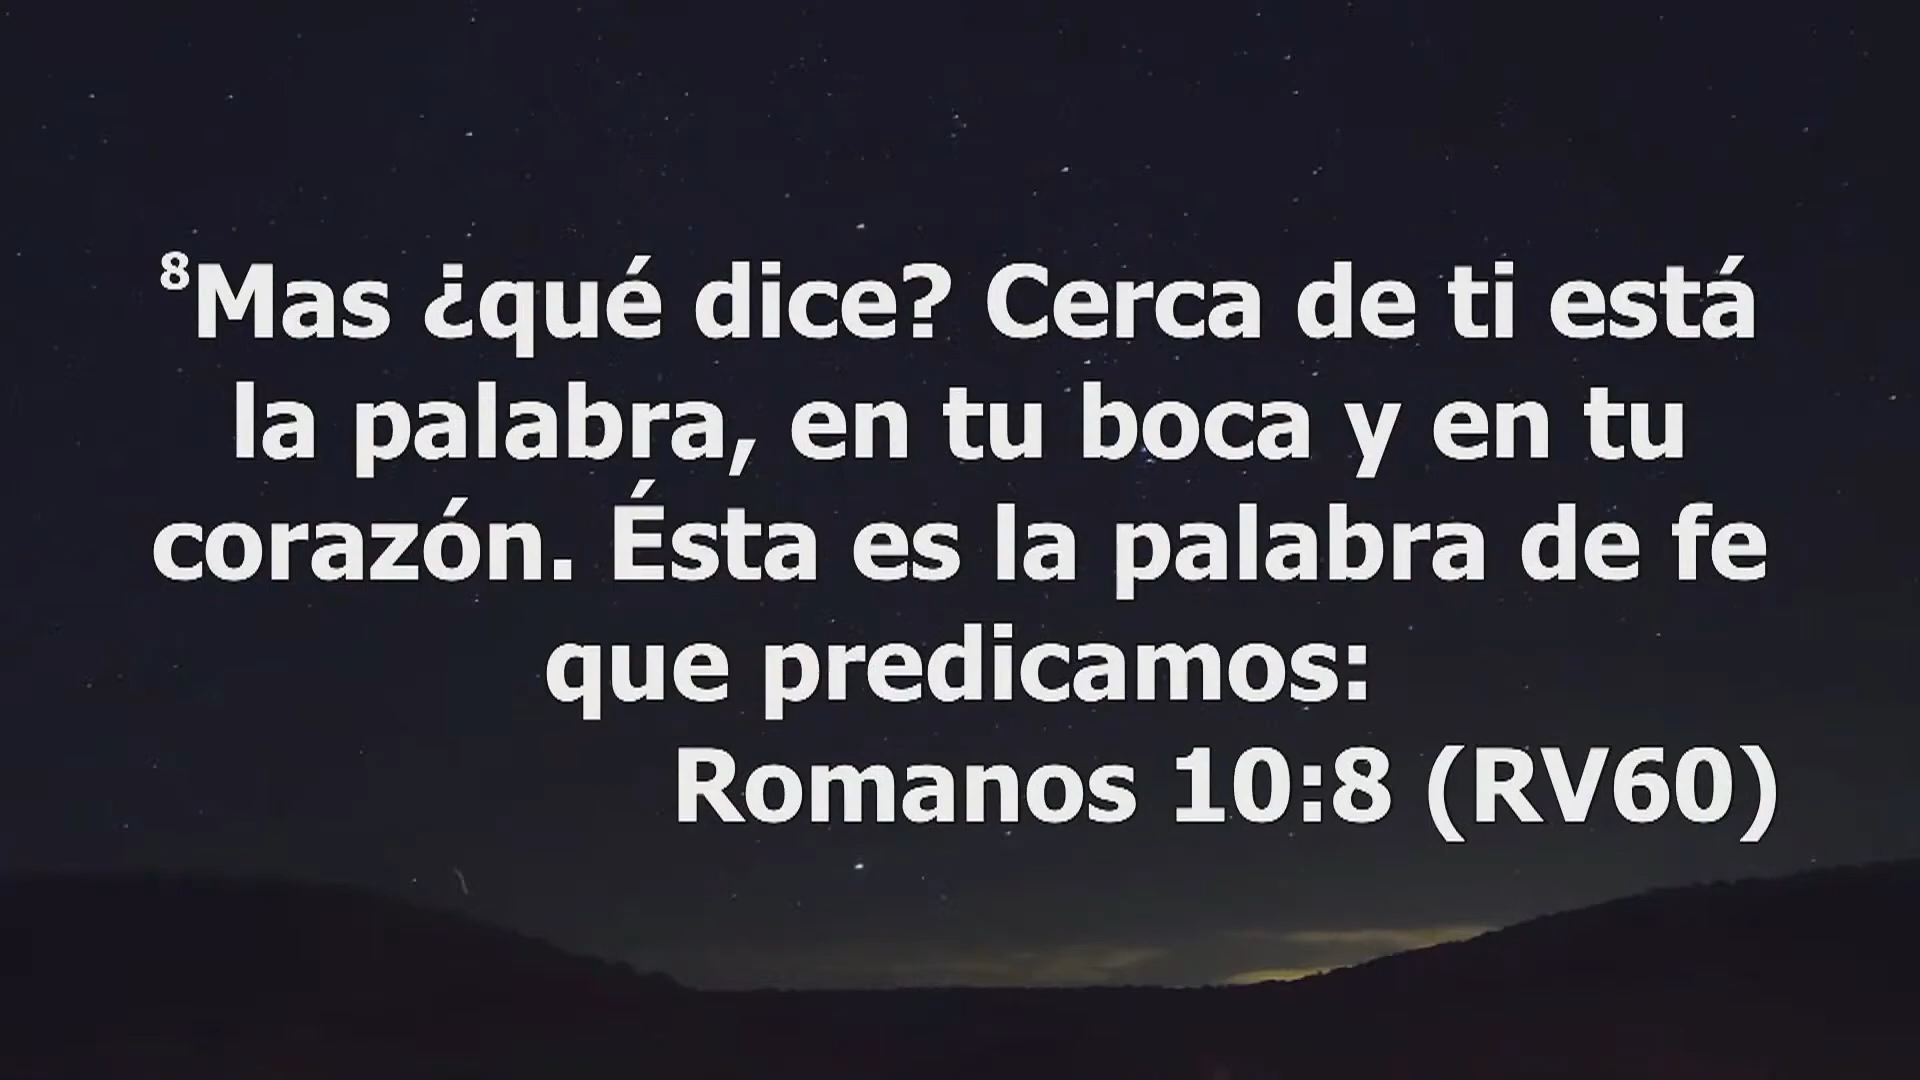 ⁸Mas ¿qué dice? Cerca de ti está
la palabra, en tu boca y en tu
corazón. Ésta es la palabra de fe
que predicamos:
Romanos 10:8 (RV60)